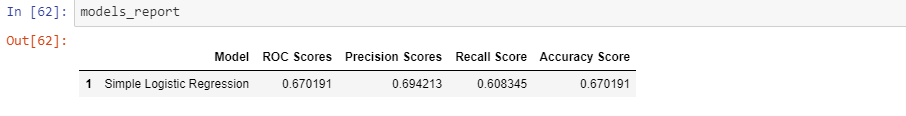 In [62]: models_report
Out[62]:
Model ROC Scores Precision Scores Recall Score Accuracy Score
1 Simple Logistic Regression 0.670191 0.694213 0.608345 0.670191